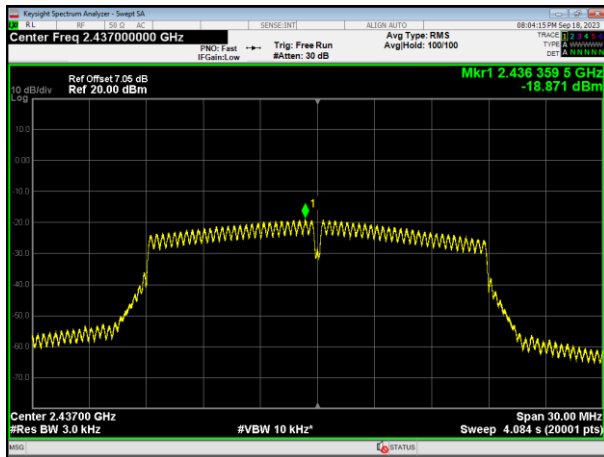 Keysight Spectrum Analyzer - Swept SA
RL RF 50 Ω AC SENSE:INT ALIGN AUTO 08:04:15 PM Sep 18, 2023
Center Freq 2.437000000 GHz
PNO: Fast Trig: Free Run Avg Type: RMS TRACE 1 2 3 4 5 6
IFGain:Low #Atten: 30 dB Avg|Hold: 100/100 TYPE A WWWWW
DET A N N N N N
Mkr1 2.436 359 5 GHz
-18.871 dBm
Ref Offset 7.05 dB
10 dB/div Ref 20.00 dBm
Log
10.0
0.00
-10.0
1
-20.0
-30.0
-40.0
-50.0
-60.0
-70.0
Center 2.43700 GHz Span 30.00 MHz
#Res BW 3.0 kHz #VBW 10 kHz* Sweep 4.084 s (20001 pts)
MSG STATUS